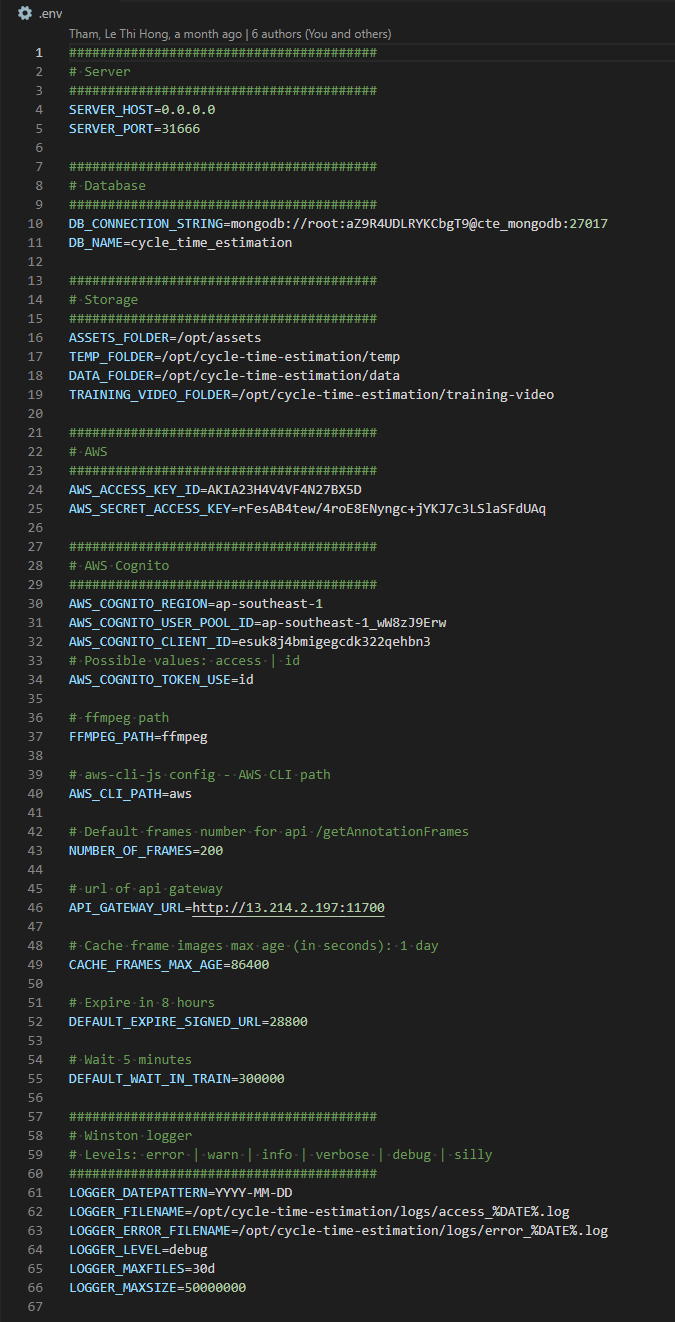 .env
Tham, Le Thi Hong, a month ago | 6 authors (You and others)
1 ########################################
2 # Server
3 ########################################
4 SERVER_HOST=0.0.0.0
5 SERVER_PORT=31666
6
7 ########################################
8 # Database
9 ########################################
10 DB_CONNECTION_STRING=mongodb://root:aZ9R4UDLRYKCbgT9@cte_mongodb:27017
11 DB_NAME=cycle_time_estimation
12
13 ########################################
14 # Storage
15 ########################################
16 ASSETS_FOLDER=/opt/assets
17 TEMP_FOLDER=/opt/cycle-time-estimation/temp
18 DATA_FOLDER=/opt/cycle-time-estimation/data
19 TRAINING_VIDEO_FOLDER=/opt/cycle-time-estimation/training-video
20
21 ########################################
22 # AWS
23 ########################################
24 AWS_ACCESS_KEY_ID=AKIA23H4V4VF4N27BX5D
25 AWS_SECRET_ACCESS_KEY=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
26
27 ########################################
28 # AWS Cognito
29 ########################################
30 AWS_COGNITO_REGION=ap-southeast-1
31 AWS_COGNITO_USER_POOL_ID=ap-southeast-1_wW8zJ9Erw
32 AWS_COGNITO_CLIENT_ID=esuk8j4bmigegcdk322qehbn3
33 # Possible values: access | id
34 AWS_COGNITO_TOKEN_USE=id
35
36 # ffmpeg path
37 FFMPEG_PATH=ffmpeg
38
39 # aws-cli-js config - AWS CLI path
40 AWS_CLI_PATH=aws
41
42 # Default frames number for api /getAnnotationFrames
43 NUMBER_OF_FRAMES=200
44
45 # url of api gateway
46 API_GATEWAY_URL=http://13.214.2.197:11700
47
48 # Cache frame images max age (in seconds): 1 day
49 CACHE_FRAMES_MAX_AGE=86400
50
51 # Expire in 8 hours
52 DEFAULT_EXPIRE_SIGNED_URL=28800
53
54 # Wait 5 minutes
55 DEFAULT_WAIT_IN_TRAIN=300000
56
57 ########################################
58 # Winston logger
59 # Levels: error | warn | info | verbose | debug | silly
60 ########################################
61 LOGGER_DATEPATTERN=YYYY-MM-DD
62 LOGGER_FILENAME=/opt/cycle-time-estimation/logs/access_%DATE%.log
63 LOGGER_ERROR_FILENAME=/opt/cycle-time-estimation/logs/error_%DATE%.log
64 LOGGER_LEVEL=debug
65 LOGGER_MAXFILES=30d
66 LOGGER_MAXSIZE=50000000
67